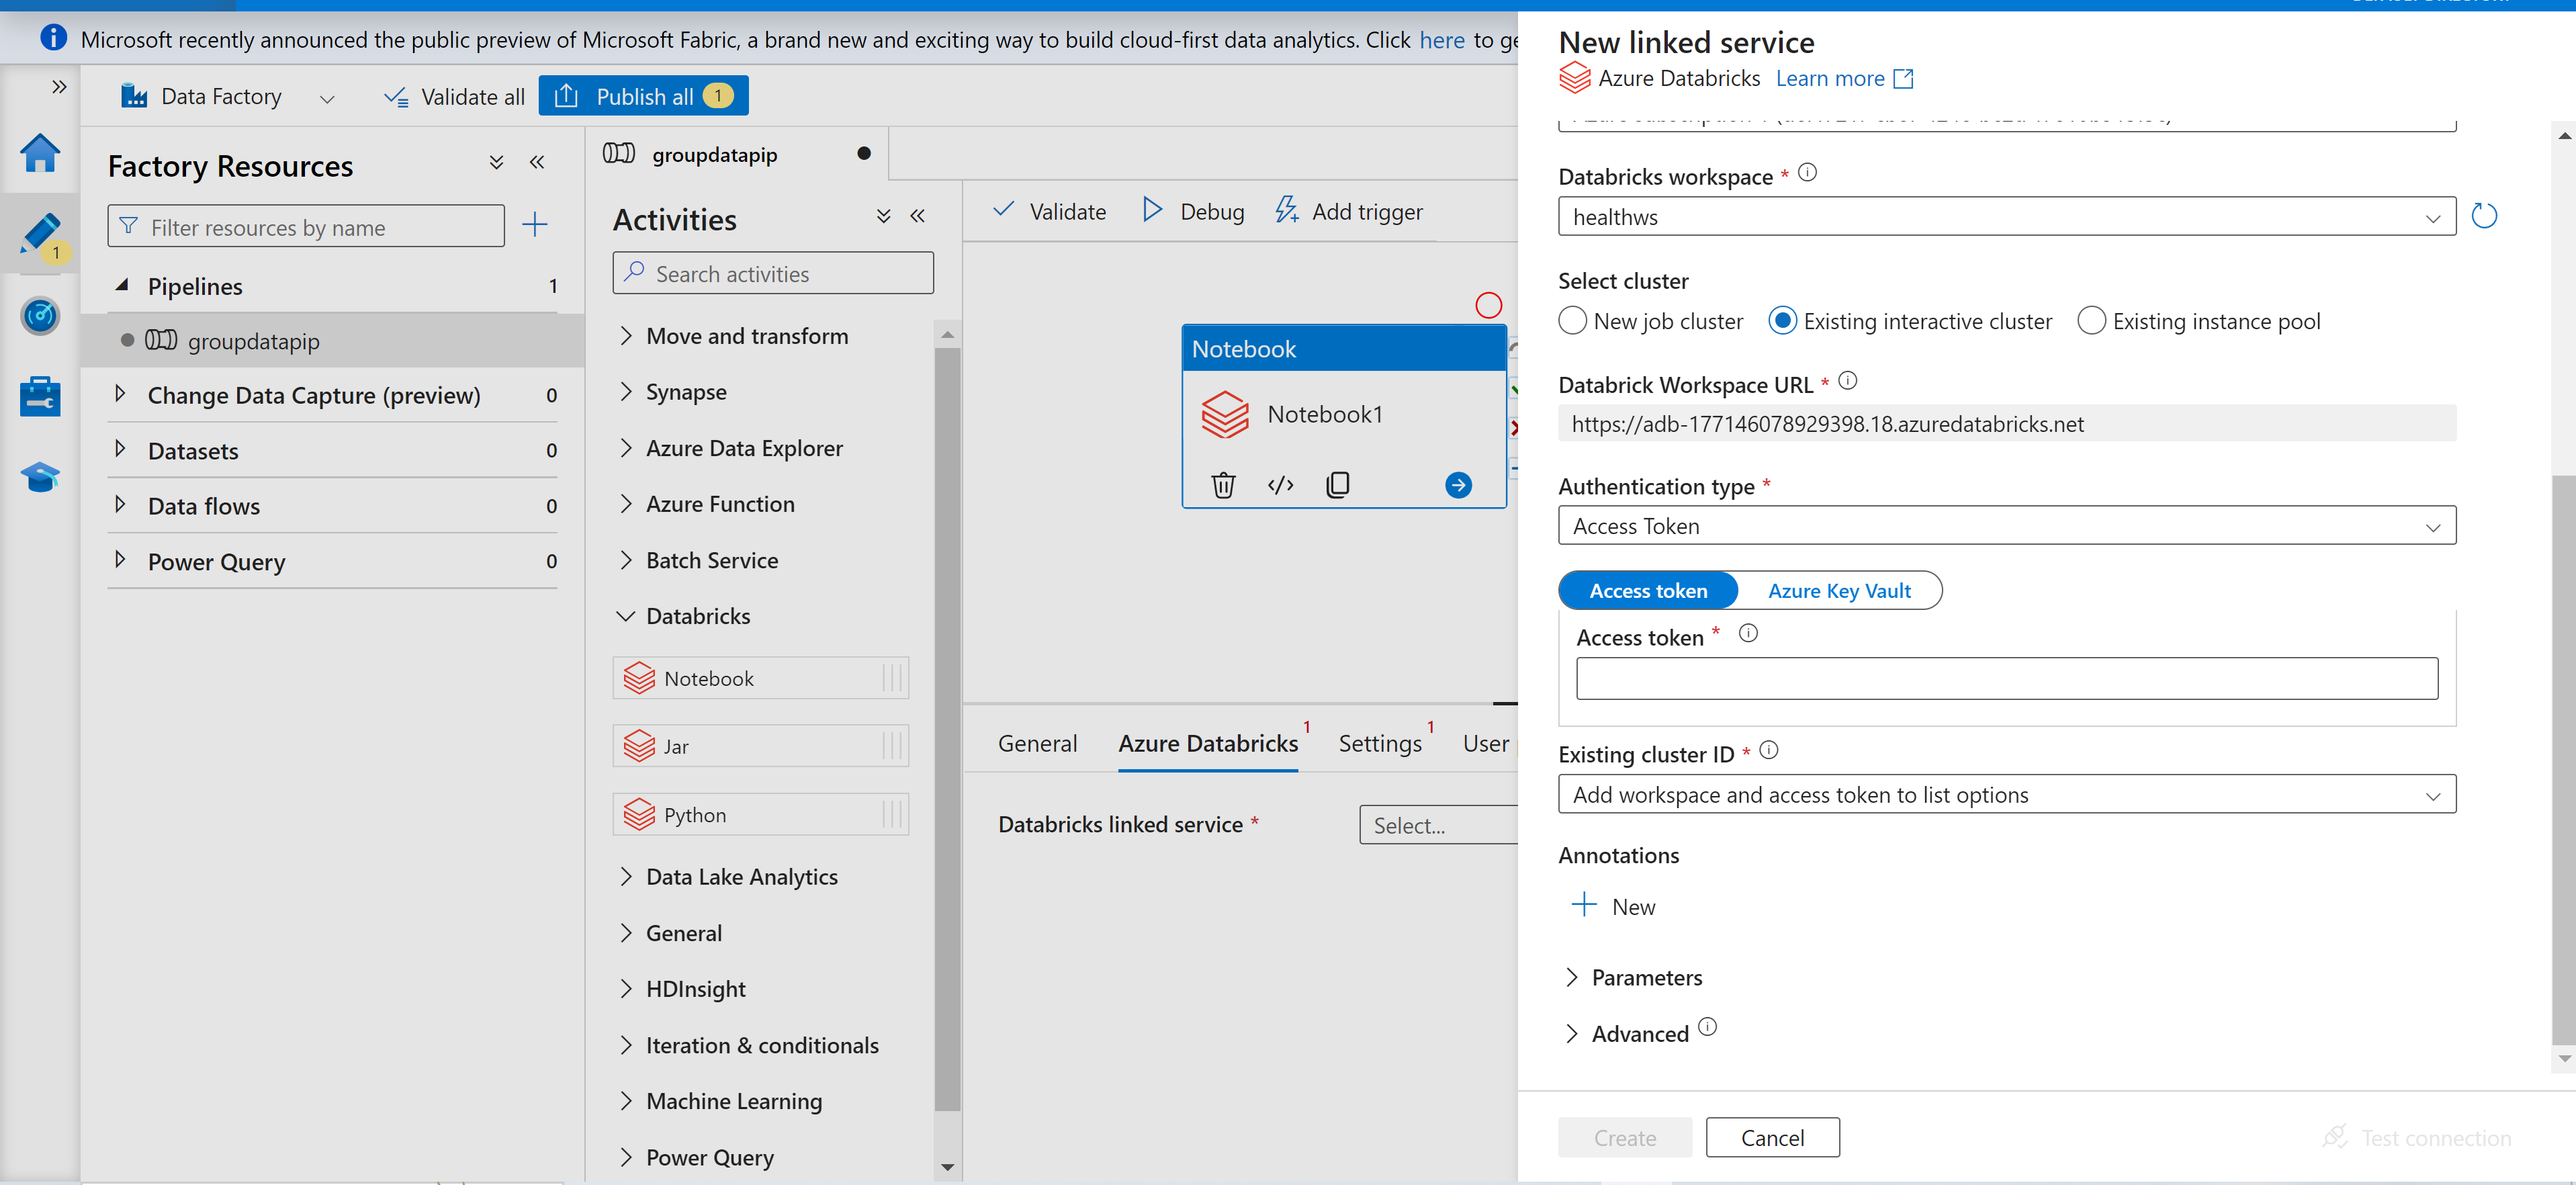 Microsoft recently announced the public preview of Microsoft Fabric, a brand new and exciting way to build cloud-first data analytics. Click here to ge
Data Factory
Validate all
Publish all 1
Factory Resources
Filter resources by name
1
Pipelines 1
groupdatapip
Change Data Capture (preview) 0
Datasets 0
Data flows 0
Power Query 0
groupdatapip
Activities
Search activities
Move and transform
Synapse
Azure Data Explorer
Azure Function
Batch Service
Databricks
Notebook
Jar
Python
Data Lake Analytics
General
HDInsight
Iteration & conditionals
Machine Learning
Power Query
Validate Debug Add trigger
Notebook
Notebook1
General Azure Databricks 1 Settings 1 User
Databricks linked service *
Select...
New linked service
Azure Databricks Learn more
Databricks workspace *
healthws
Select cluster
New job cluster Existing interactive cluster Existing instance pool
Databrick Workspace URL *
https://adb-177146078929398.18.azuredatabricks.net
Authentication type *
Access Token
Access token Azure Key Vault
Access token *
Existing cluster ID *
Add workspace and access token to list options
Annotations
New
Parameters
Advanced
Create Cancel Test connection